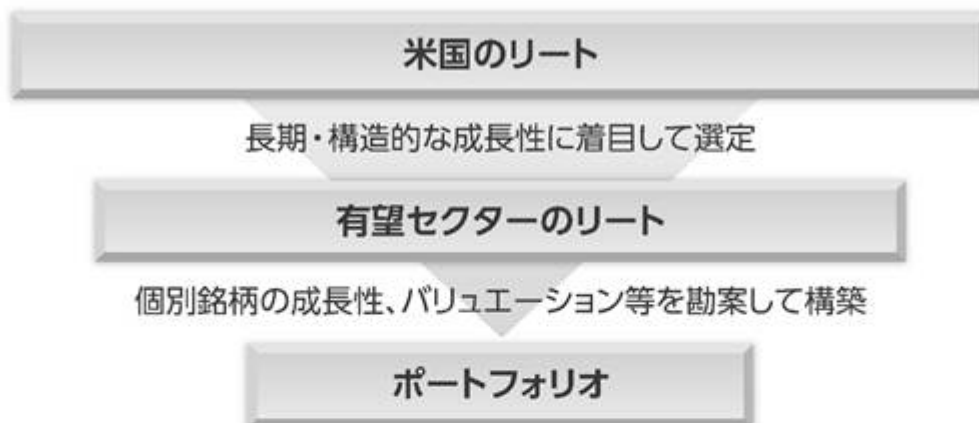 米国のリート
長期・構造的な成長性に着目して選定
有望セクターのリート
個別銘柄の成長性、バリュエーション等を勘案して構築
ポートフォリオ